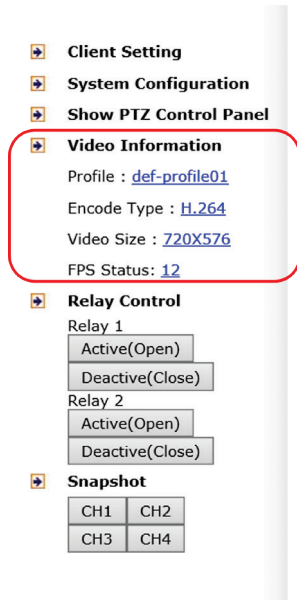 Client Setting
System Configuration
Show PTZ Control Panel
Video Information
Profile : def-profile01
Encode Type : H.264
Video Size : 720X576
FPS Status: 12
Relay Control
Relay 1
Active(Open)
Deactive(Close)
Relay 2
Active(Open)
Deactive(Close)
Snapshot
CH1 CH2
CH3 CH4